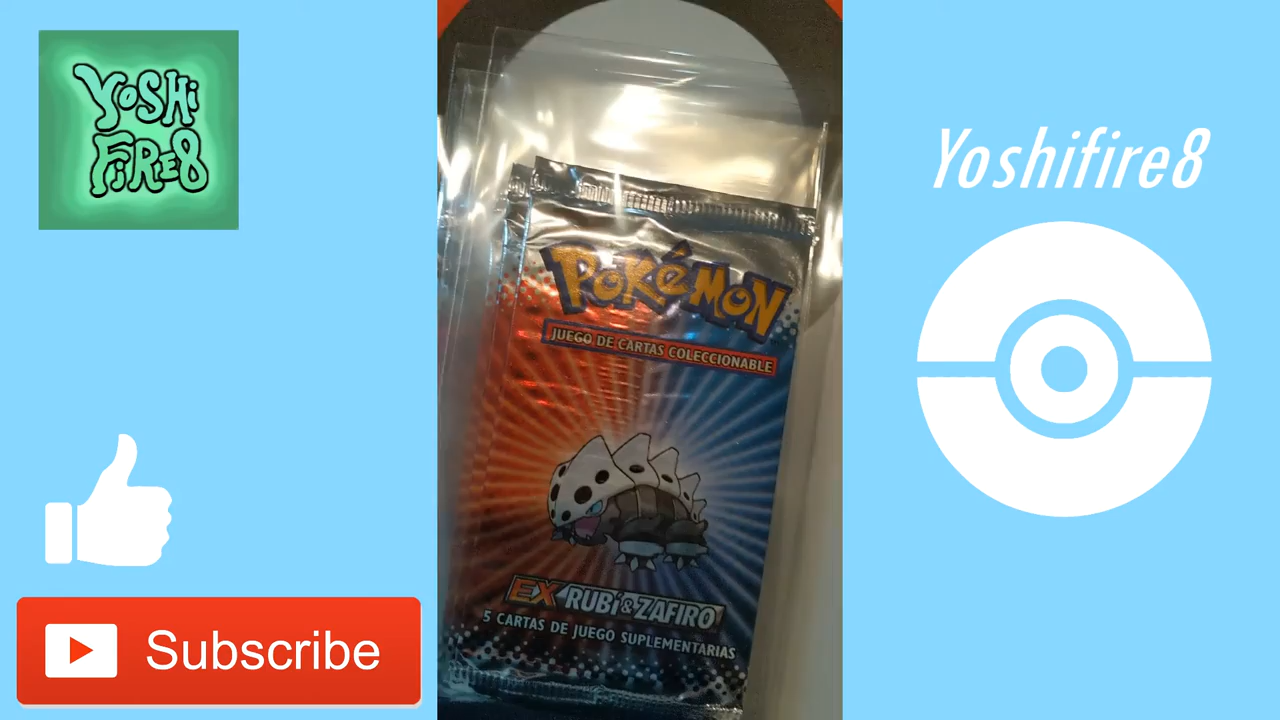 YOSHi
FiRE8
Subscribe
POKéMON
JUEGO DE CARTAS COLECCIONABLE
EX RUBí & ZAFIRO
5 CARTAS DE JUEGO SUPLEMENTARIAS
Yoshifire8